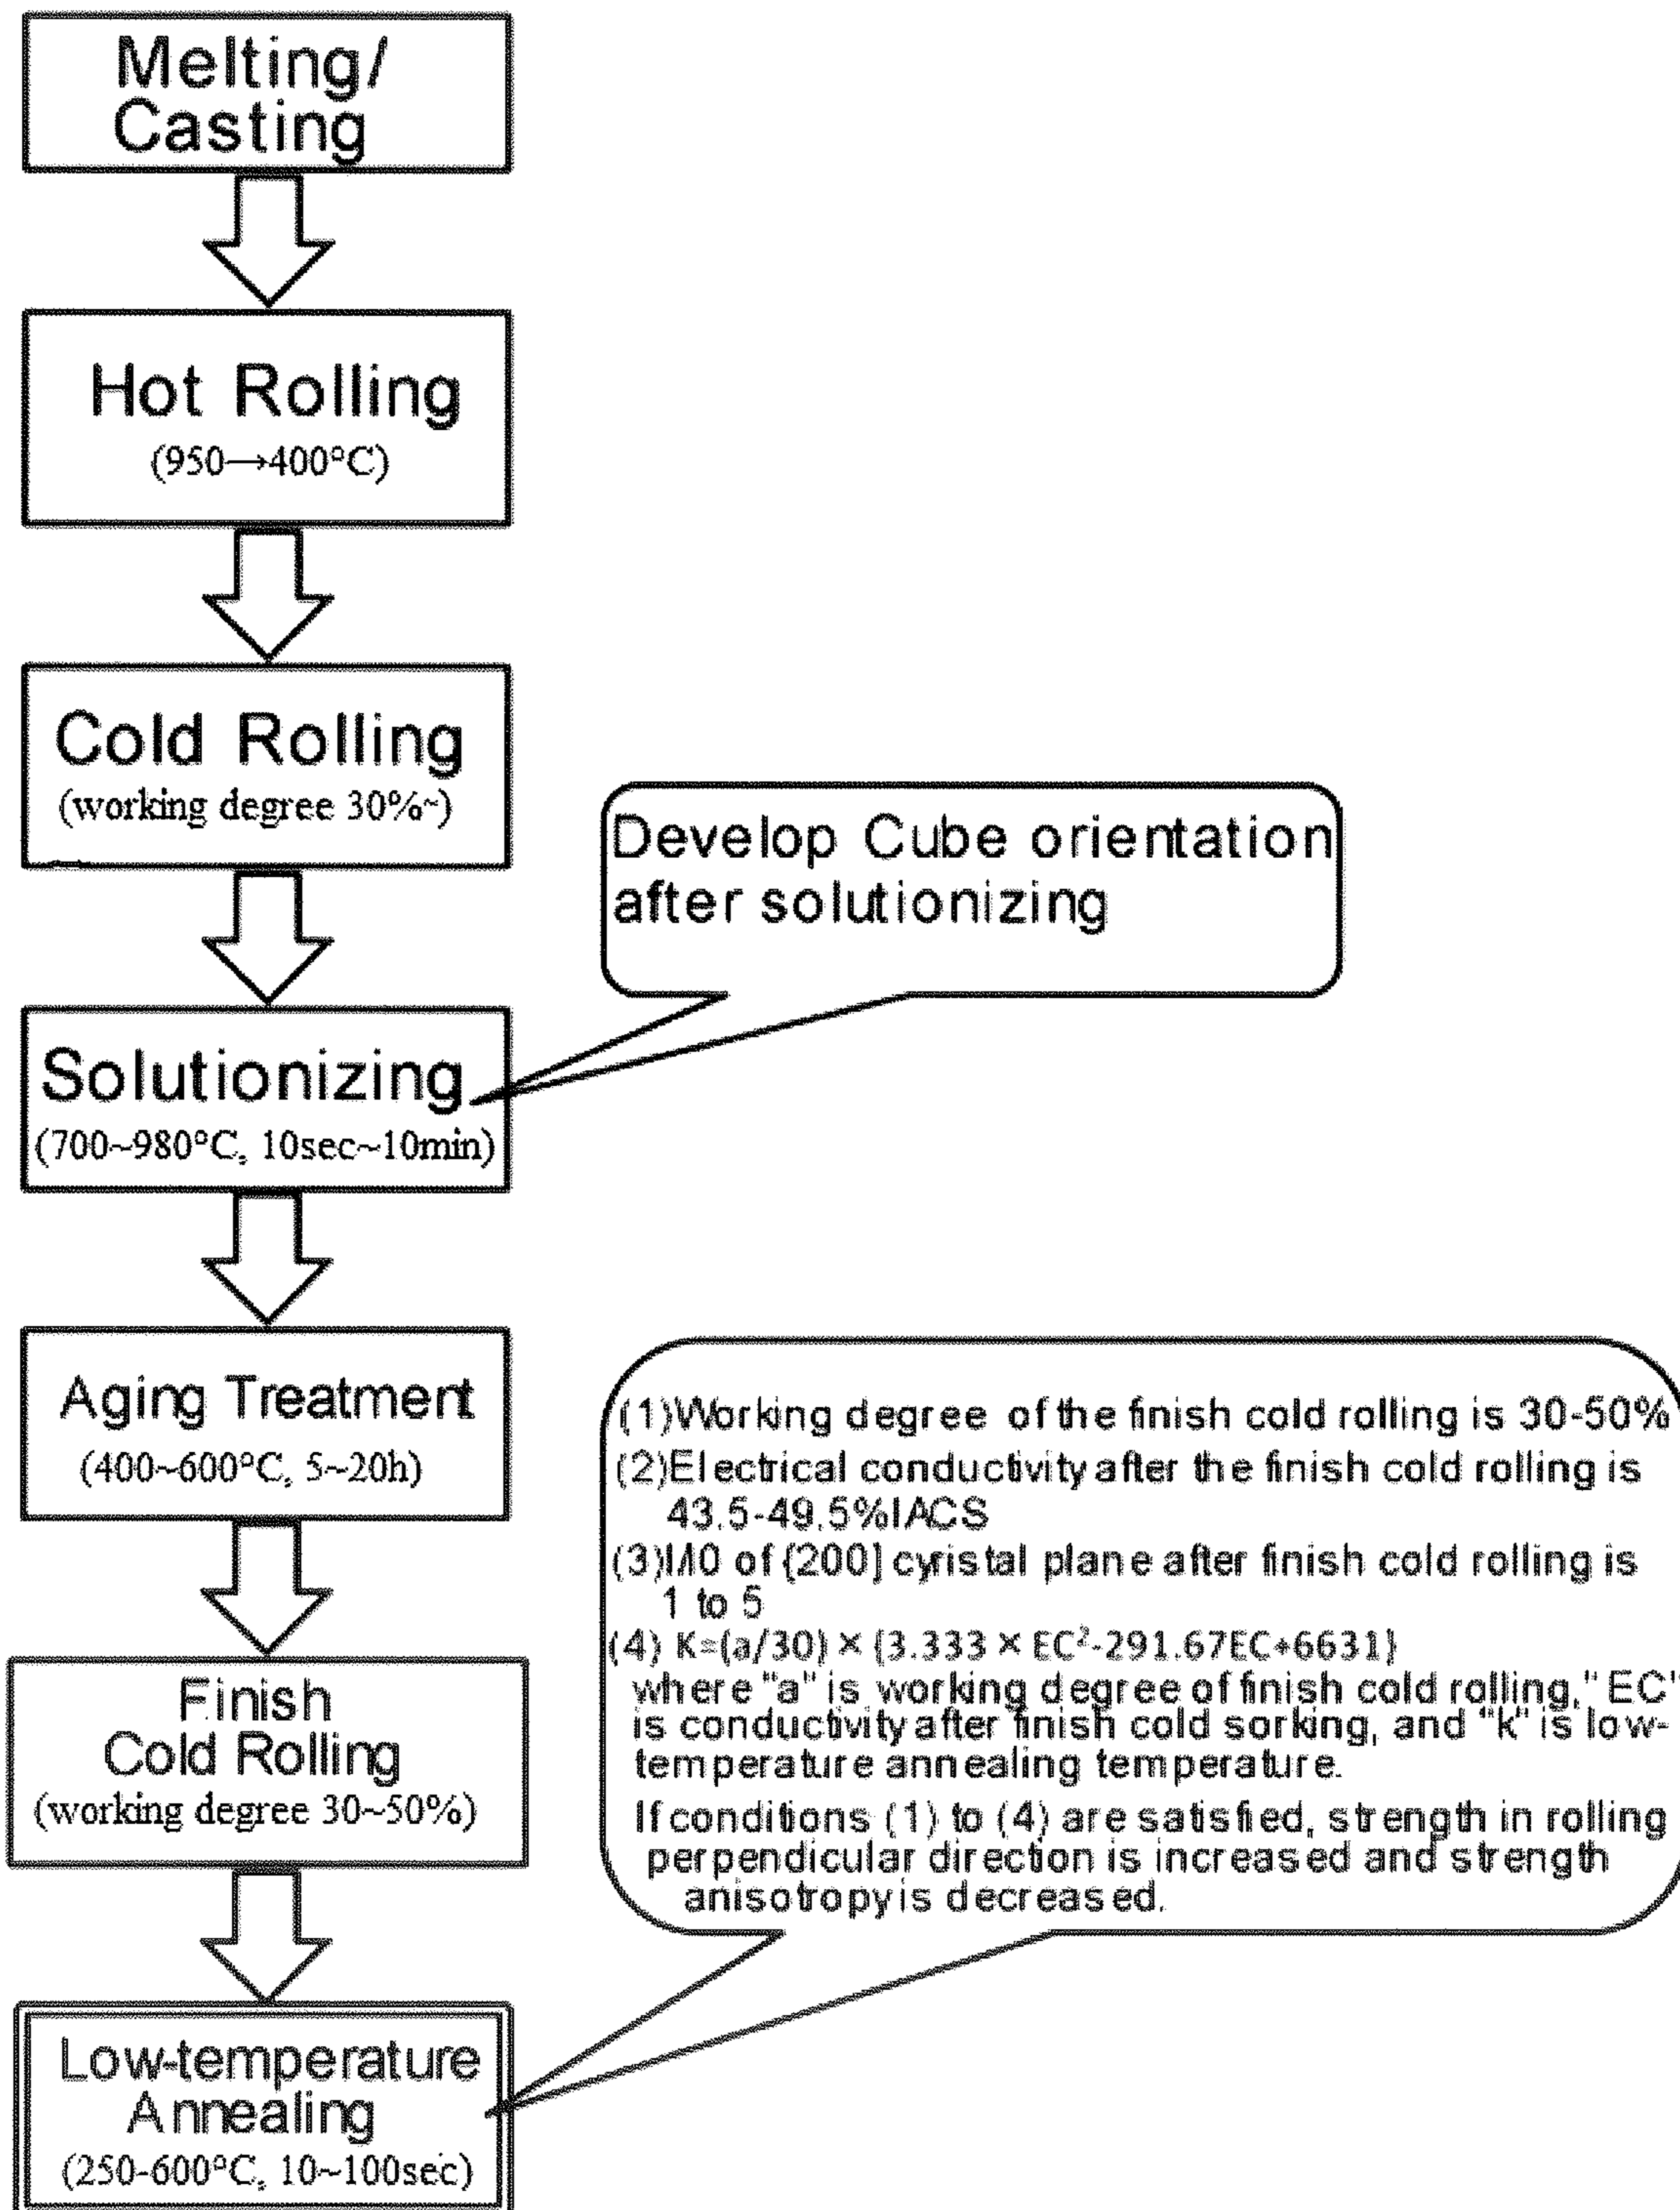 Melting/
Casting
Hot Rolling
(950→400°C)
Cold Rolling
(working degree 30%~)
Develop Cube orientation
after solutionizing
Solutionizing
(700~980°C, 10sec~10min)
Aging Treatment
(400~600°C, 5~20h)
(1)Working degree of the finish cold rolling is 30-50%
(2)Electrical conductivity after the finish cold rolling is
43.5-49.5%IACS
(3)I/I0 of {200] cyristal plane after finish cold rolling is
1 to 5
(4) K=(a/30) × {3.333 × EC²-291.67EC+6631}
where "a" is working degree of finish cold rolling," EC"
is conductivity after finish cold sorking, and "k" is low-
temperature annealing temperature.
If conditions (1) to (4) are satisfied, strength in rolling
perpendicular direction is increased and strength
anisotropy is decreased.
Finish
Cold Rolling
(working degree 30~50%)
Low-temperature
Annealing
(250-600°C, 10~100sec)